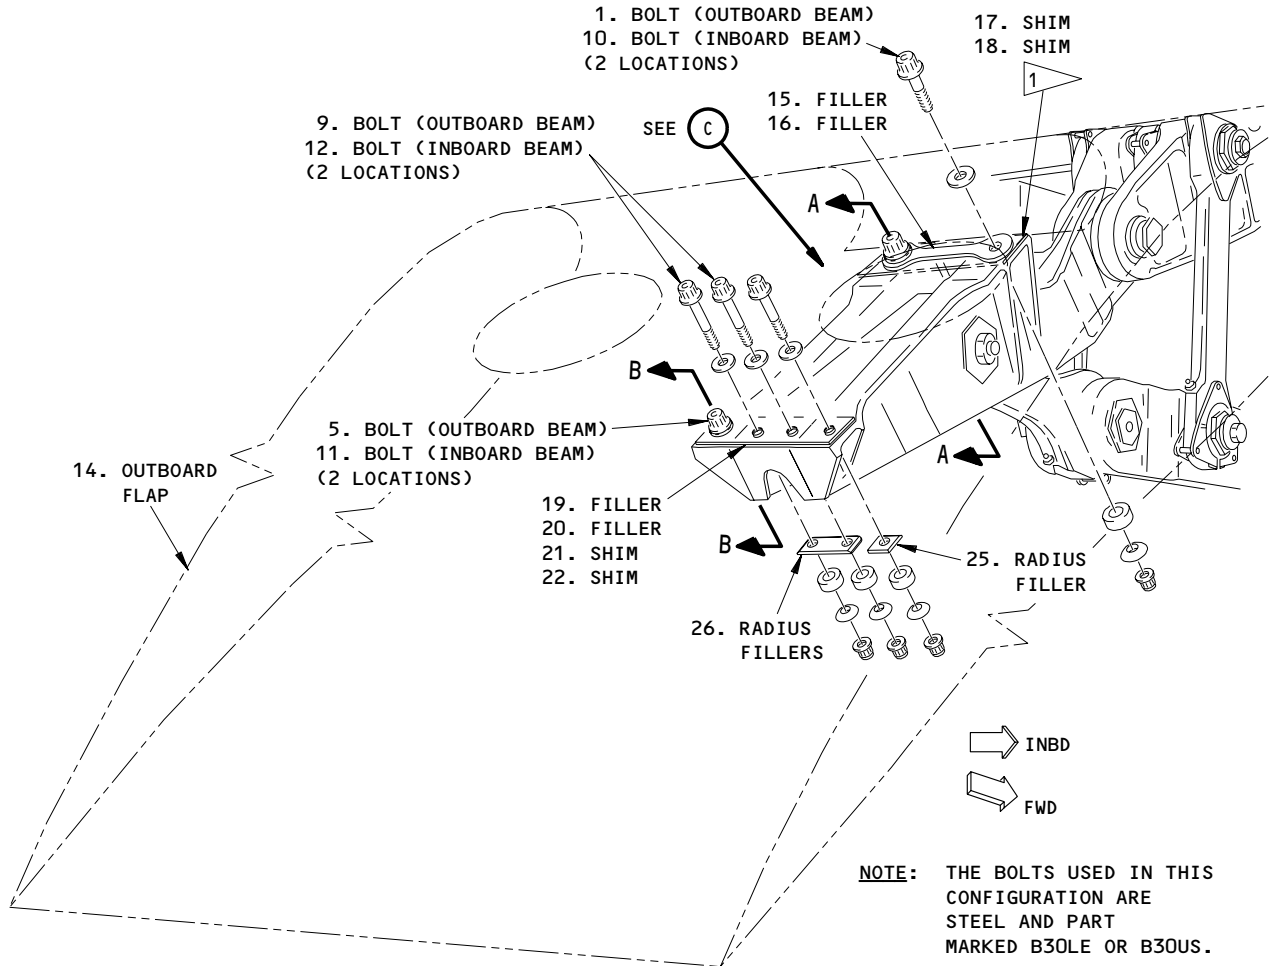 1. BOLT (OUTBOARD BEAM)
10. BOLT (INBOARD BEAM)
(2 LOCATIONS)
17. SHIM
18. SHIM
1
15. FILLER
16. FILLER
SEE C
9. BOLT (OUTBOARD BEAM)
12. BOLT (INBOARD BEAM)
(2 LOCATIONS)
A
B
5. BOLT (OUTBOARD BEAM)
11. BOLT (INBOARD BEAM)
(2 LOCATIONS)
14. OUTBOARD
FLAP
A
19. FILLER
20. FILLER
21. SHIM
22. SHIM
B
25. RADIUS
FILLER
26. RADIUS
FILLERS
INBD
FWD
NOTE: THE BOLTS USED IN THIS
CONFIGURATION ARE
STEEL AND PART
MARKED B30LE OR B30US.